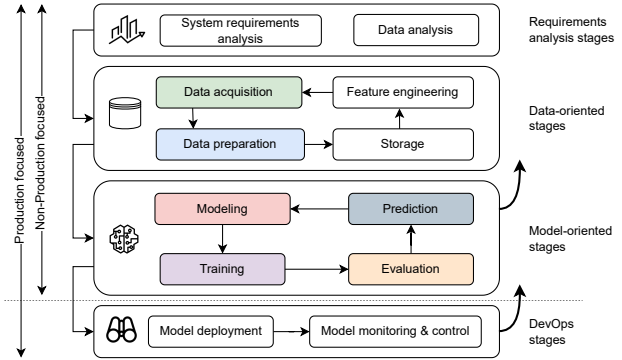 System requirements
analysis
Data analysis
Requirements
analysis stages
Data acquisition
Feature engineering
Data-oriented
stages
Data preparation
Storage
Production focused
Non-Production focused
Modeling
Prediction
Model-oriented
stages
Training
Evaluation
Model deployment
Model monitoring & control
DevOps
stages